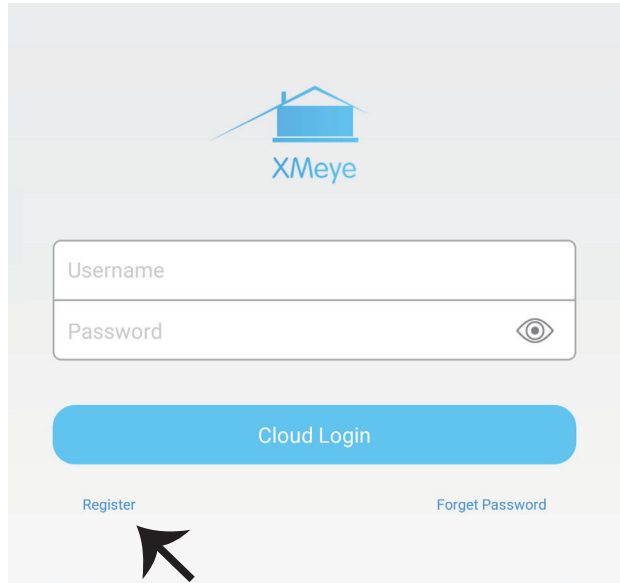 XMeye
Username
Password
Cloud Login
Register
Forget Password